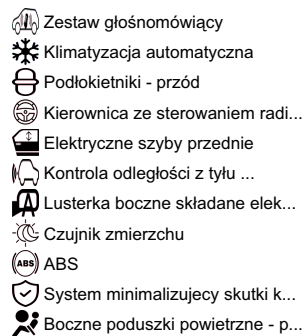 Zestaw głośnomówiący
Klimatyzacja automatyczna
Podłokietniki - przód
Kierownica ze sterowaniem radi...
Elektryczne szyby przednie
Kontrola odległości z tyłu ...
Lusterka boczne składane elek...
Czujnik zmierzchu
ABS
System minimalizujecy skutki k...
Boczne poduszki powietrzne - p...